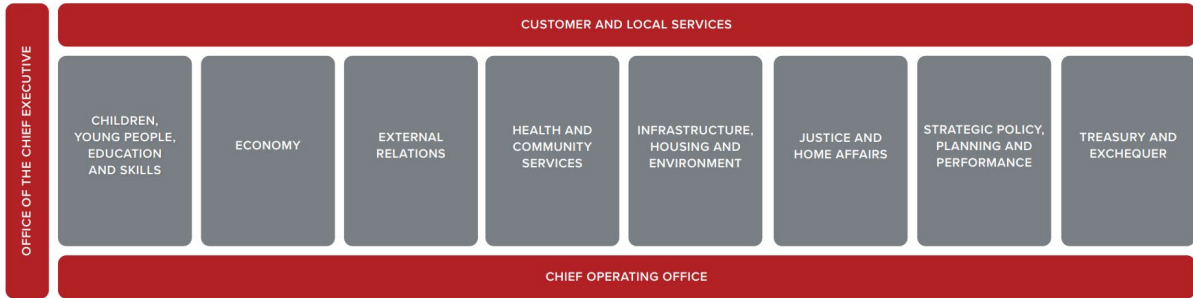 OFFICE OF THE CHIEF EXECUTIVE
CUSTOMER AND LOCAL SERVICES
CHILDREN,
YOUNG PEOPLE,
EDUCATION
AND SKILLS
ECONOMY
EXTERNAL
RELATIONS
HEALTH AND
COMMUNITY
SERVICES
INFRASTRUCTURE,
HOUSING AND
ENVIRONMENT
JUSTICE AND
HOME AFFAIRS
STRATEGIC POLICY,
PLANNING AND
PERFORMANCE
TREASURY AND
EXCHEQUER
CHIEF OPERATING OFFICE